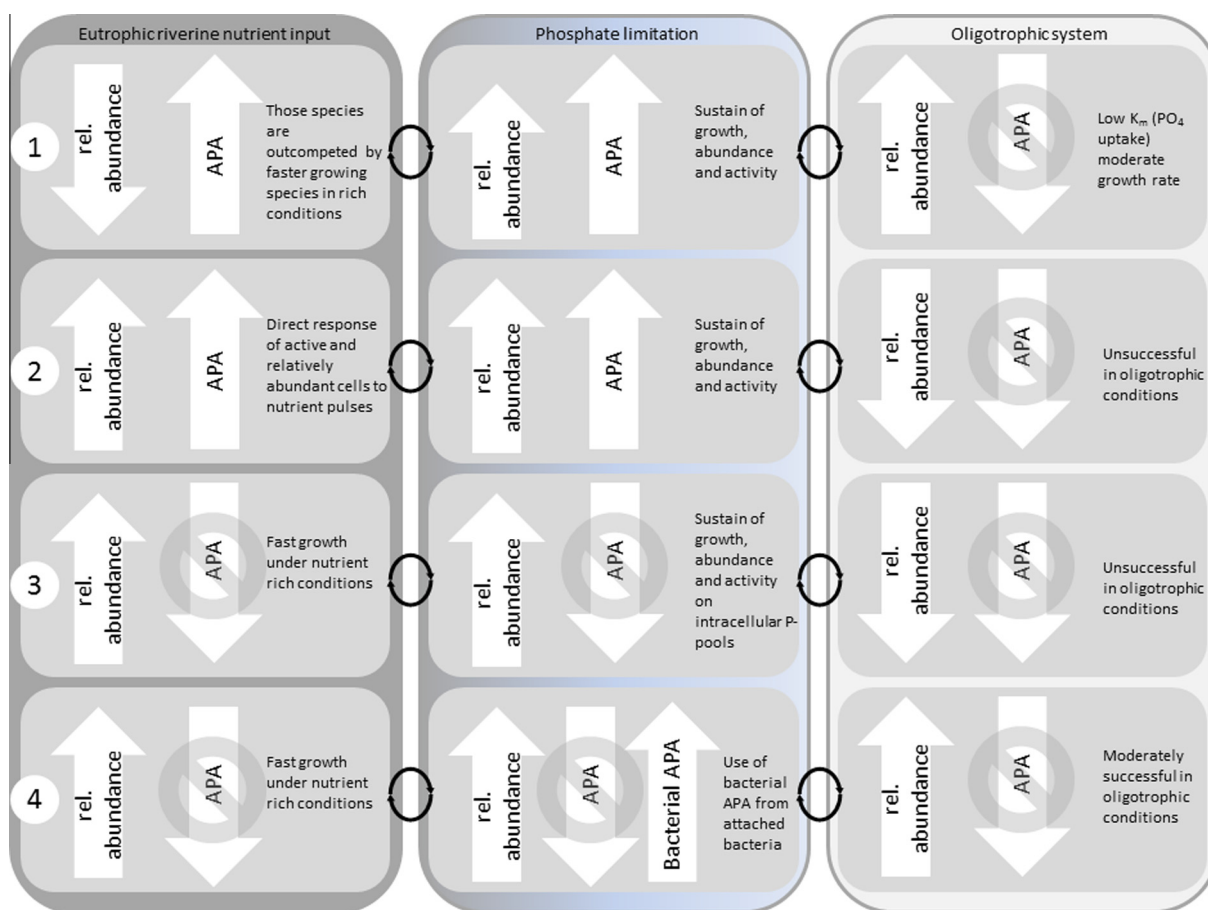 Eutrophic riverine nutrient input
Phosphate limitation
Oligotrophic system
1
rel.
abundance
APA
Those species
are
outcompeted by
faster growing
species in rich
conditions
rel.
abundance
APA
Sustain of
growth,
abundance
and activity
rel.
abundance
APA
Low Km (PO4
uptake)
moderate
growth rate
2
rel.
abundance
APA
Direct response
of active and
relatively
abundant cells to
nutrient pulses
rel.
abundance
APA
Sustain of
growth,
abundance
and activity
rel.
abundance
APA
Unsuccessful
in oligotrophic
conditions
3
rel.
abundance
APA
Fast growth
under nutrient
rich conditions
rel.
abundance
APA
Sustain of
growth,
abundance
and activity
on
intracellular P-
pools
rel.
abundance
APA
Unsuccessful
in oligotrophic
conditions
4
rel.
abundance
APA
Fast growth
under nutrient
rich conditions
rel.
abundance
APA
Bacterial APA
Use of
bacterial
APA from
attached
bacteria
rel.
abundance
APA
Moderately
successful in
oligotrophic
conditions